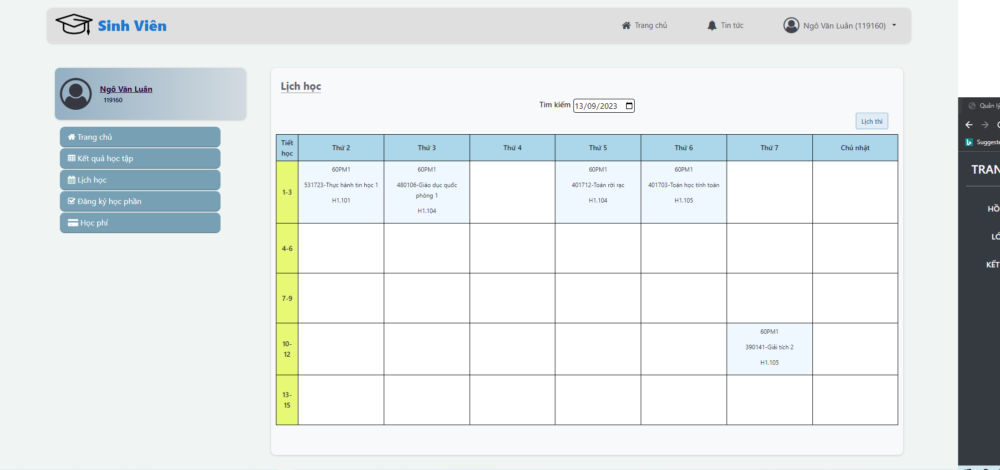 Sinh Viên
Trang chủ
Tin tức
Ngô Văn Luân (119160)
Ngô Văn Luân
119160
Trang chủ
Kết quả học tập
Lịch học
Đăng ký học phần
Học phí
Lịch học
Tìm kiếm 13/09/2023
Lịch thi
Tiết học
Thứ 2
Thứ 3
Thứ 4
Thứ 5
Thứ 6
Thứ 7
Chủ nhật
1-3
60PM1
531723-Thực hành tin học 1
H1.101
60PM1
480106-Giáo dục quốc
phòng 1
H1.104
60PM1
401712-Toán rời rạc
H1.104
60PM1
401703-Toán học tính toán
H1.105
4-6
7-9
10-
12
60PM1
390141-Giải tích 2
H1.105
13-
15
Quản lý
Suggeste
TRAN
HỒ
LỚ
KẾT